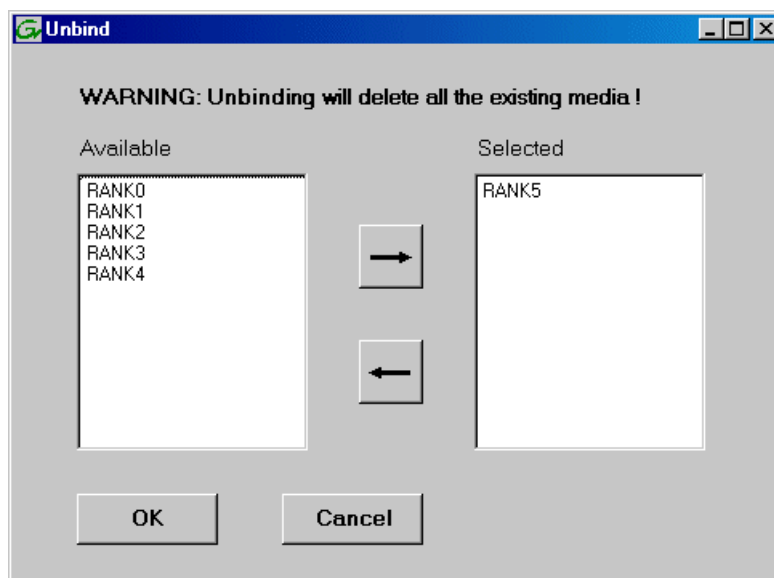 Unbind
WARNING: Unbinding will delete all the existing media !
Available
Selected
RANK0
RANK1
RANK2
RANK3
RANK4
RANK5
OK
Cancel